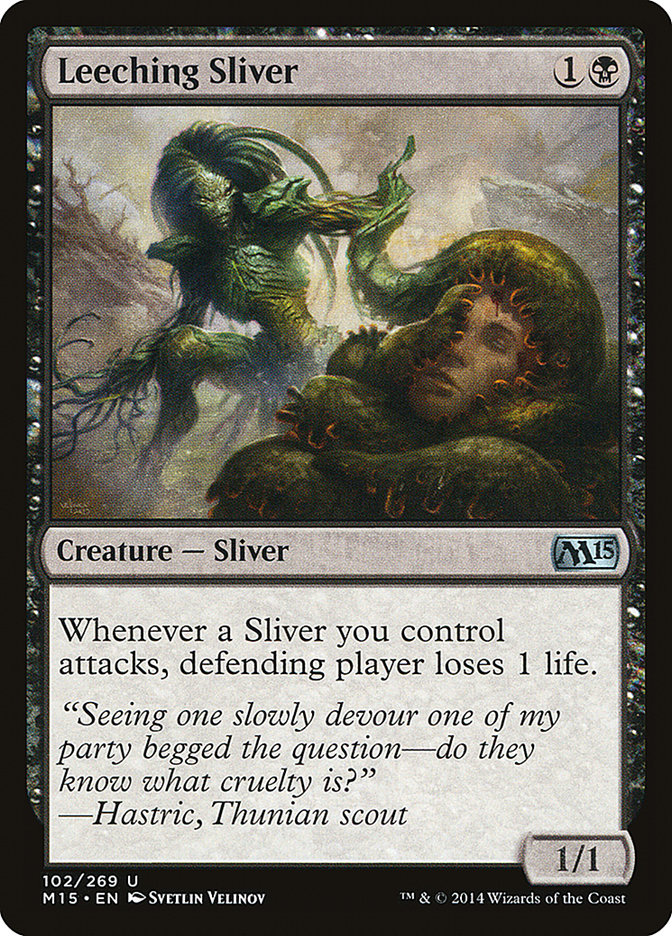 Leeching Sliver 1
Creature — Sliver M15
Whenever a Sliver you control
attacks, defending player loses 1 life.
“Seeing one slowly devour one of my
party begged the question—do they
know what cruelty is?”
—Hastric, Thunian scout
1/1
102/269 U
M15 • EN Svetlin Velinov ™ & © 2014 Wizards of the Coast